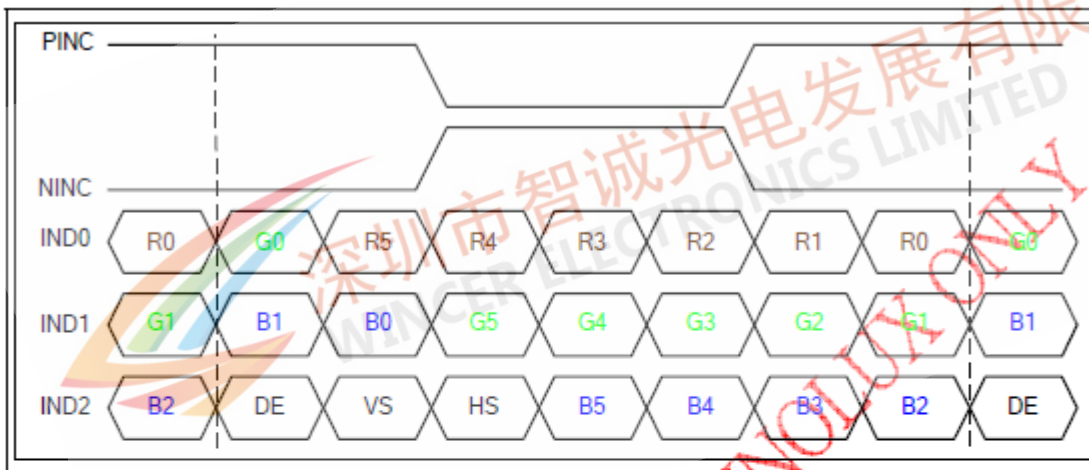 PINC
NINC
IND0 R0 G0 R5 R4 R3 R2 R1 R0 G0
IND1 G1 B1 B0 G5 G4 G3 G2 G1 B1
IND2 B2 DE VS HS B5 B4 B3 B2 DE
深圳市智诚光电发展有限
WINCER ELECTRONICS LIMITED
NNOLUX ONLY